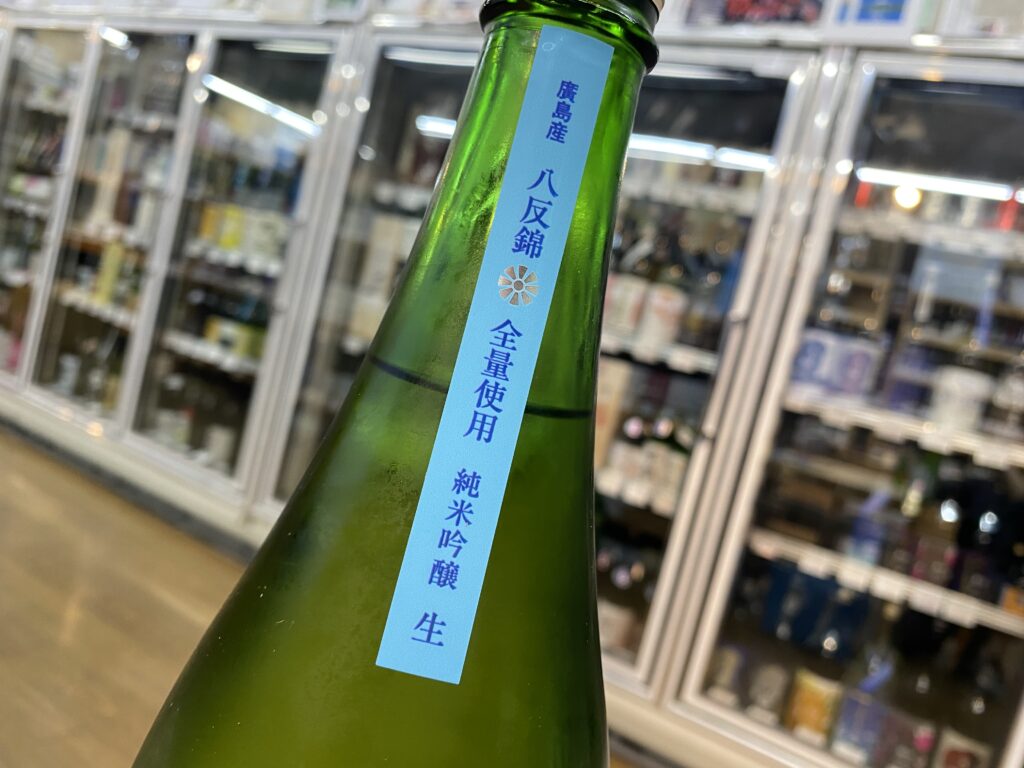 廣島産 八反錦 全量使用 純米吟醸 生